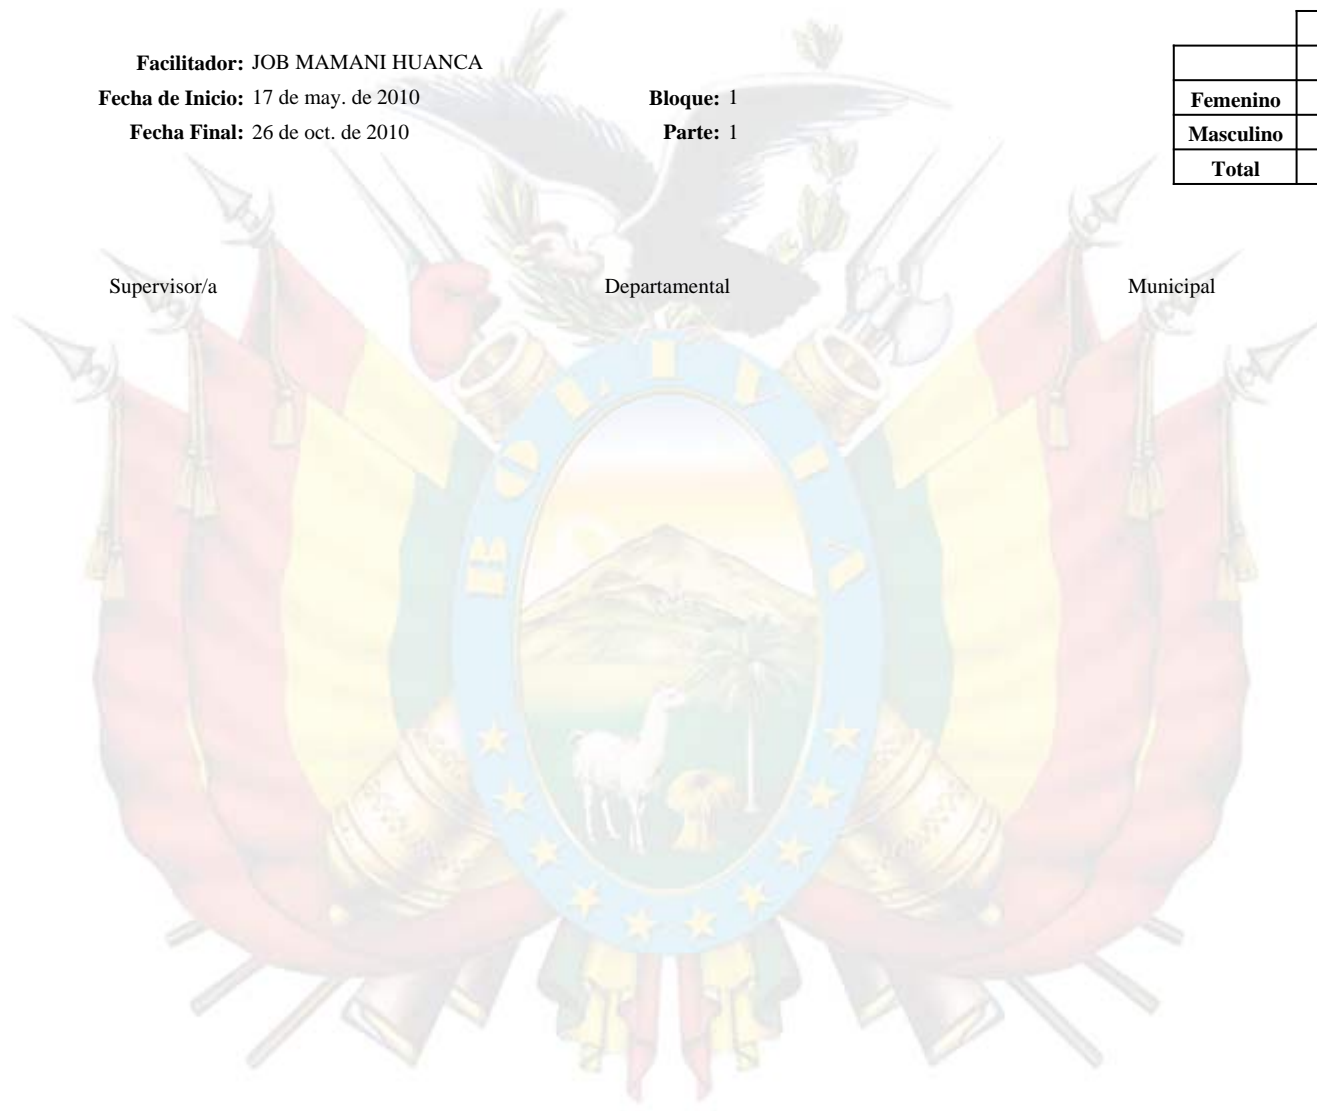 Facilitador: JOB MAMANI HUANCA
Fecha de Inicio: 17 de may. de 2010
Bloque: 1
Fecha Final: 26 de oct. de 2010
Parte: 1
Femenino
Masculino
Total
Supervisor/a
Departamental
Municipal
BOLIVIA